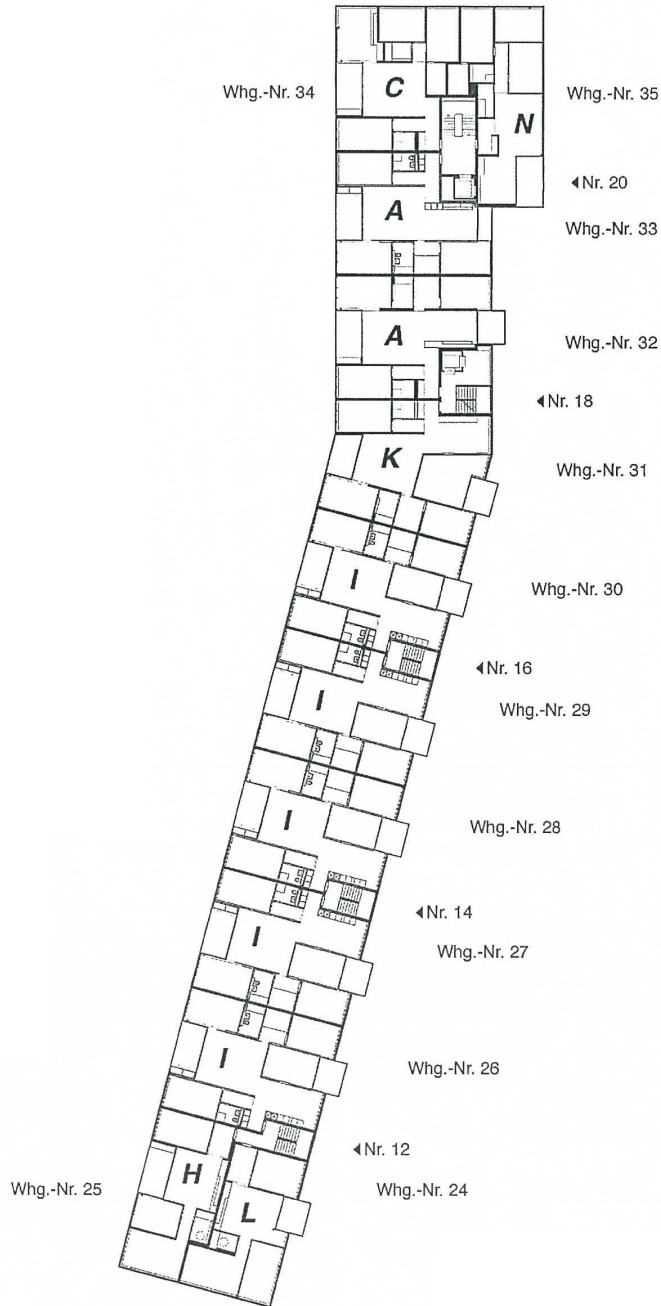 Whg.-Nr. 34
C
Whg.-Nr. 35
N
◄Nr. 20
A
Whg.-Nr. 33
A
Whg.-Nr. 32
◄Nr. 18
K
Whg.-Nr. 31
I
Whg.-Nr. 30
◄Nr. 16
I
Whg.-Nr. 29
I
Whg.-Nr. 28
◄Nr. 14
I
Whg.-Nr. 27
I
Whg.-Nr. 26
◄Nr. 12
H
Whg.-Nr. 25
Whg.-Nr. 24
L